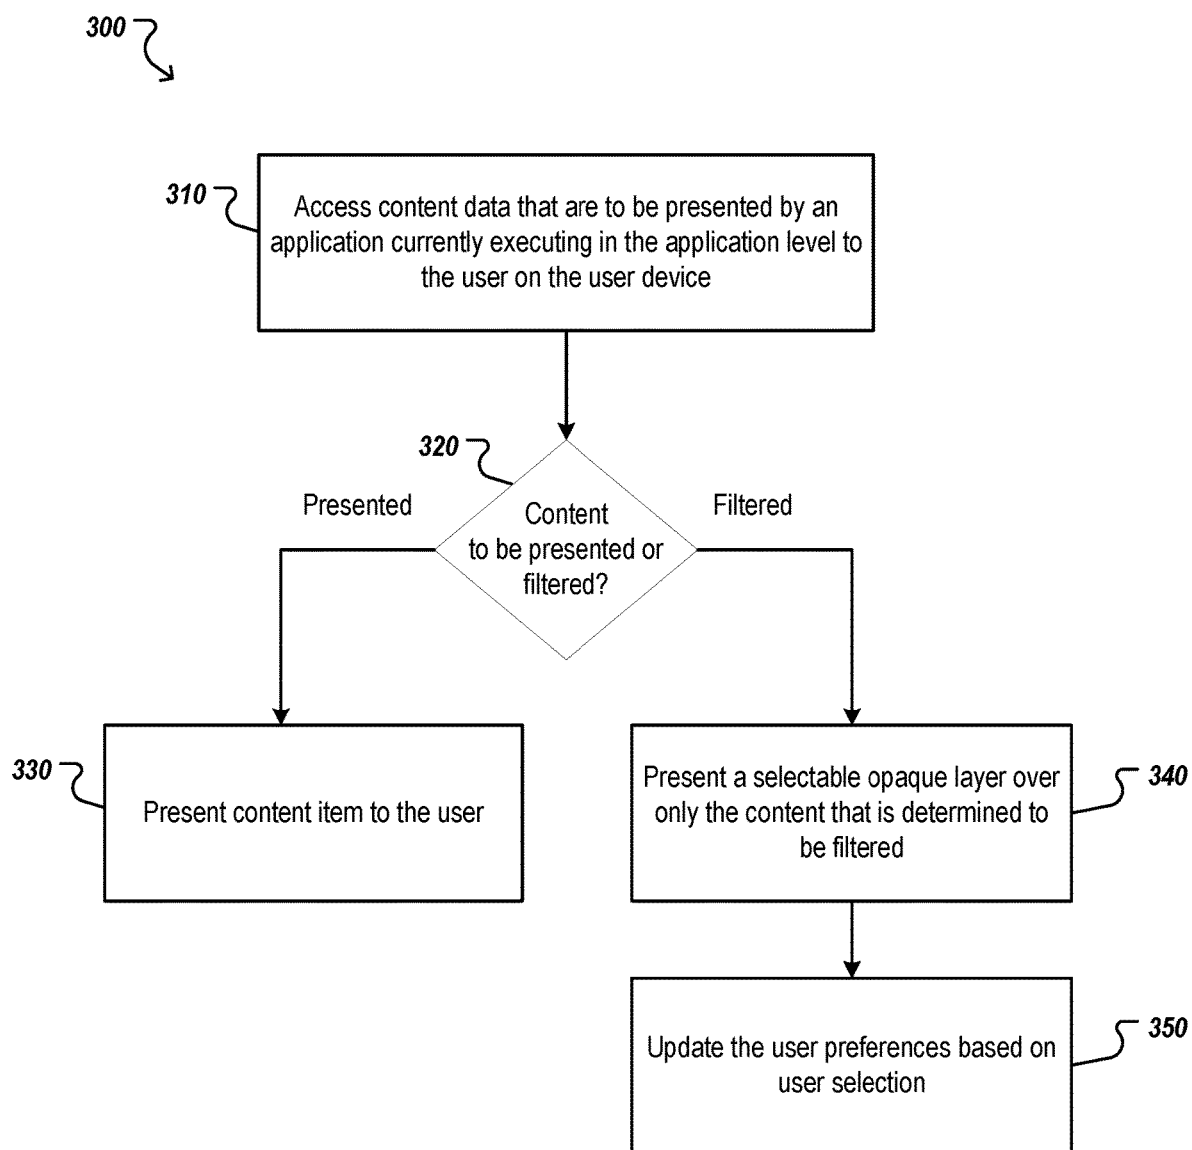 300
310
Access content data that are to be presented by an
application currently executing in the application level to
the user on the user device
320
Presented
Filtered
Content
to be presented or
filtered?
330
Present content item to the user
Present a selectable opaque layer over
only the content that is determined to
be filtered
340
Update the user preferences based on
user selection
350